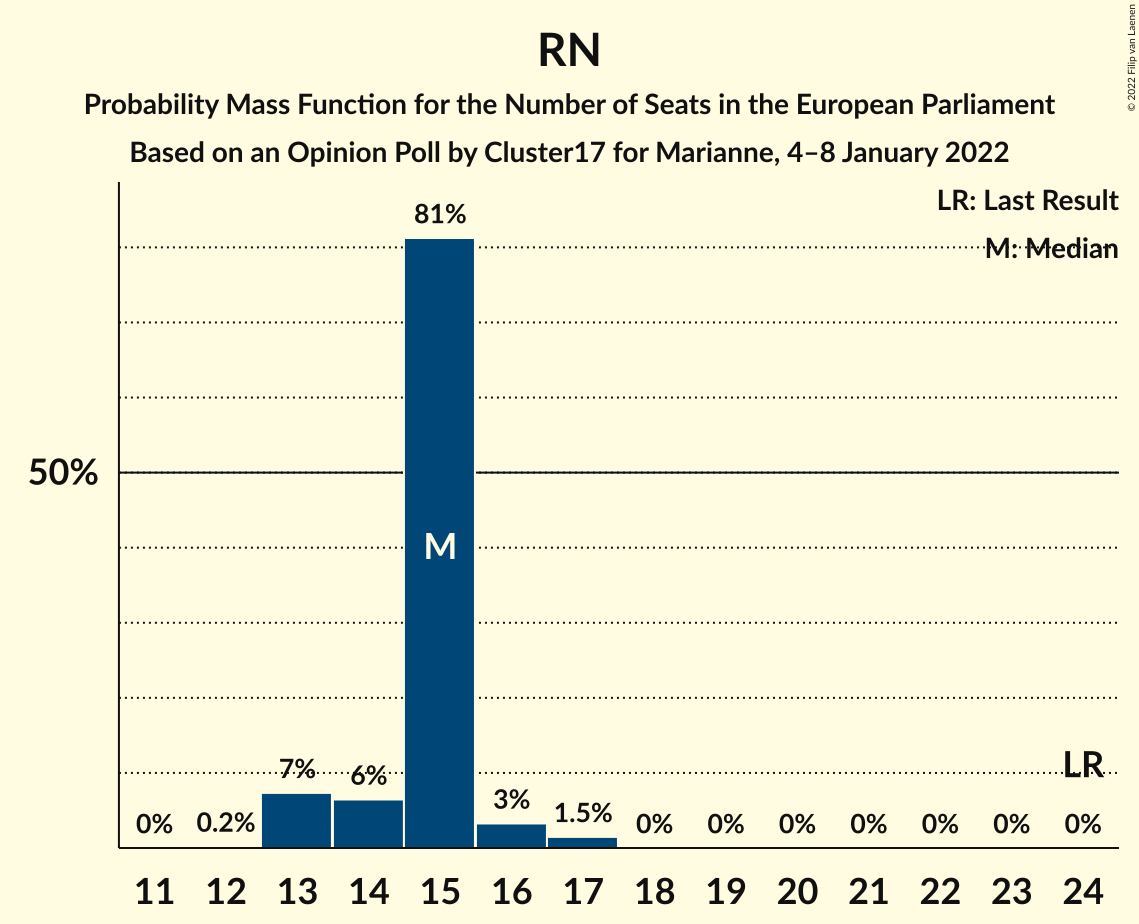 RN
Probability Mass Function for the Number of Seats in the European Parliament
Based on an Opinion Poll by Cluster17 for Marianne, 4–8 January 2022
© 2022 Filip van Laenen
LR: Last Result
M: Median
81%
50%
M
7%
6%
LR
0%
0.2%
3%
1.5%
0%
0%
0%
0%
0%
0%
0%
11 12 13 14 15 16 17 18 19 20 21 22 23 24